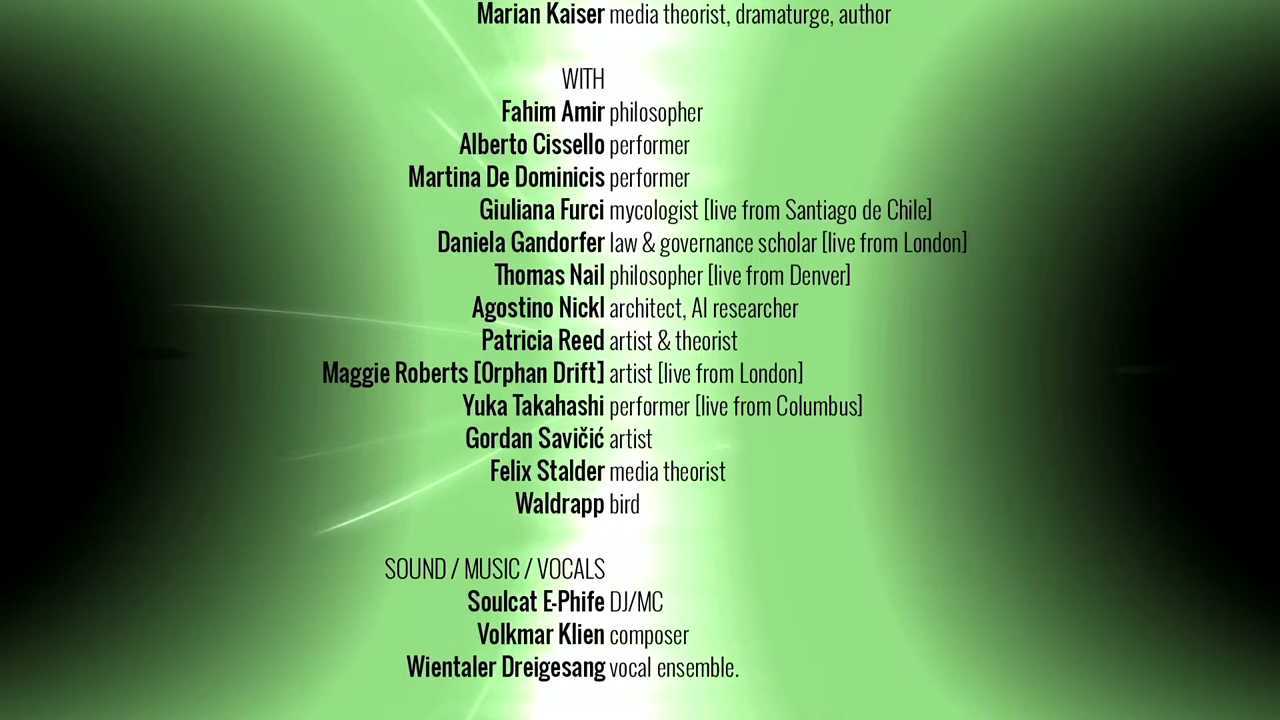 Marian Kaiser media theorist, dramaturge, author
WITH
Fahim Amir philosopher
Alberto Cissello performer
Martina De Dominicis performer
Giuliana Furci mycologist [live from Santiago de Chile]
Daniela Gandorfer law & governance scholar [live from London]
Thomas Nail philosopher [live from Denver]
Agostino Nickl architect, AI researcher
Patricia Reed artist & theorist
Maggie Roberts [Orphan Drift] artist [live from London]
Yuka Takahashi performer [live from Columbus]
Gordan Savičić artist
Felix Stalder media theorist
Waldrapp bird
SOUND / MUSIC / VOCALS
Soulcat E-Phife DJ/MC
Volkmar Klien composer
Wientaler Dreigesang vocal ensemble.